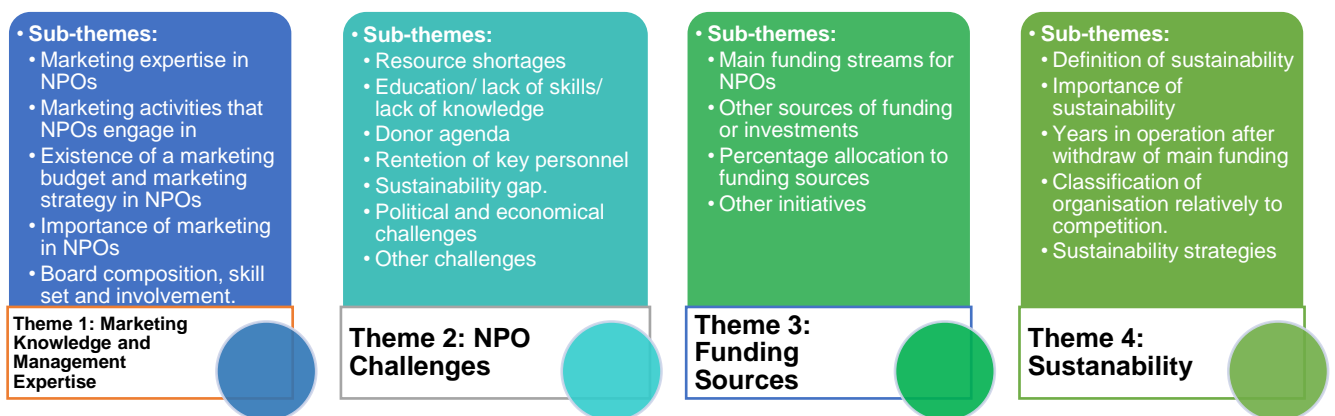 • Sub-themes:
• Marketing expertise in
NPOs
• Marketing activities that
NPOs engage in
• Existence of a marketing
budget and marketing
strategy in NPOs
• Importance of marketing
in NPOs
• Board composition, skill
set and involvement.
Theme 1: Marketing
Knowledge and
Management
Expertise
• Sub-themes:
• Resource shortages
• Education/ lack of skills/
lack of knowledge
• Donor agenda
• Rentetion of key personnel
• Sustainability gap.
• Political and economical
challenges
• Other challenges
Theme 2: NPO
Challenges
• Sub-themes:
• Main funding streams for
NPOs
• Other sources of funding
or investments
• Percentage allocation to
funding sources
• Other initiatives
Theme 3:
Funding
Sources
• Sub-themes:
• Definition of sustainability
• Importance of
sustainability
• Years in operation after
withdraw of main funding
• Classification of
organisation relatively to
competition.
• Sustainability strategies
Theme 4:
Sustanability